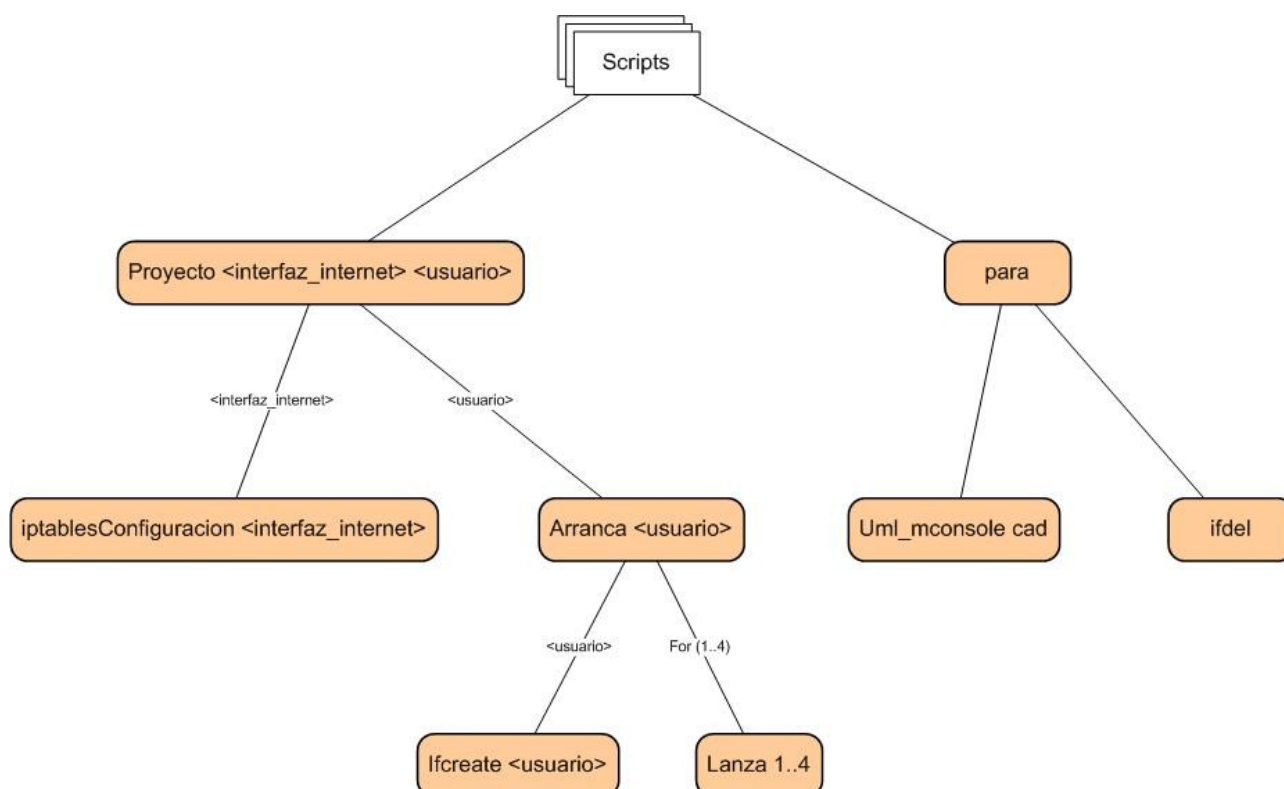 Scripts
Proyecto <interfaz_internet> <usuario>
para
<interfaz_internet>
<usuario>
iptablesConfiguracion <interfaz_internet>
Arranca <usuario>
Uml_mconsole cad
ifdel
<usuario>
For (1..4)
Ifcreate <usuario>
Lanza 1..4